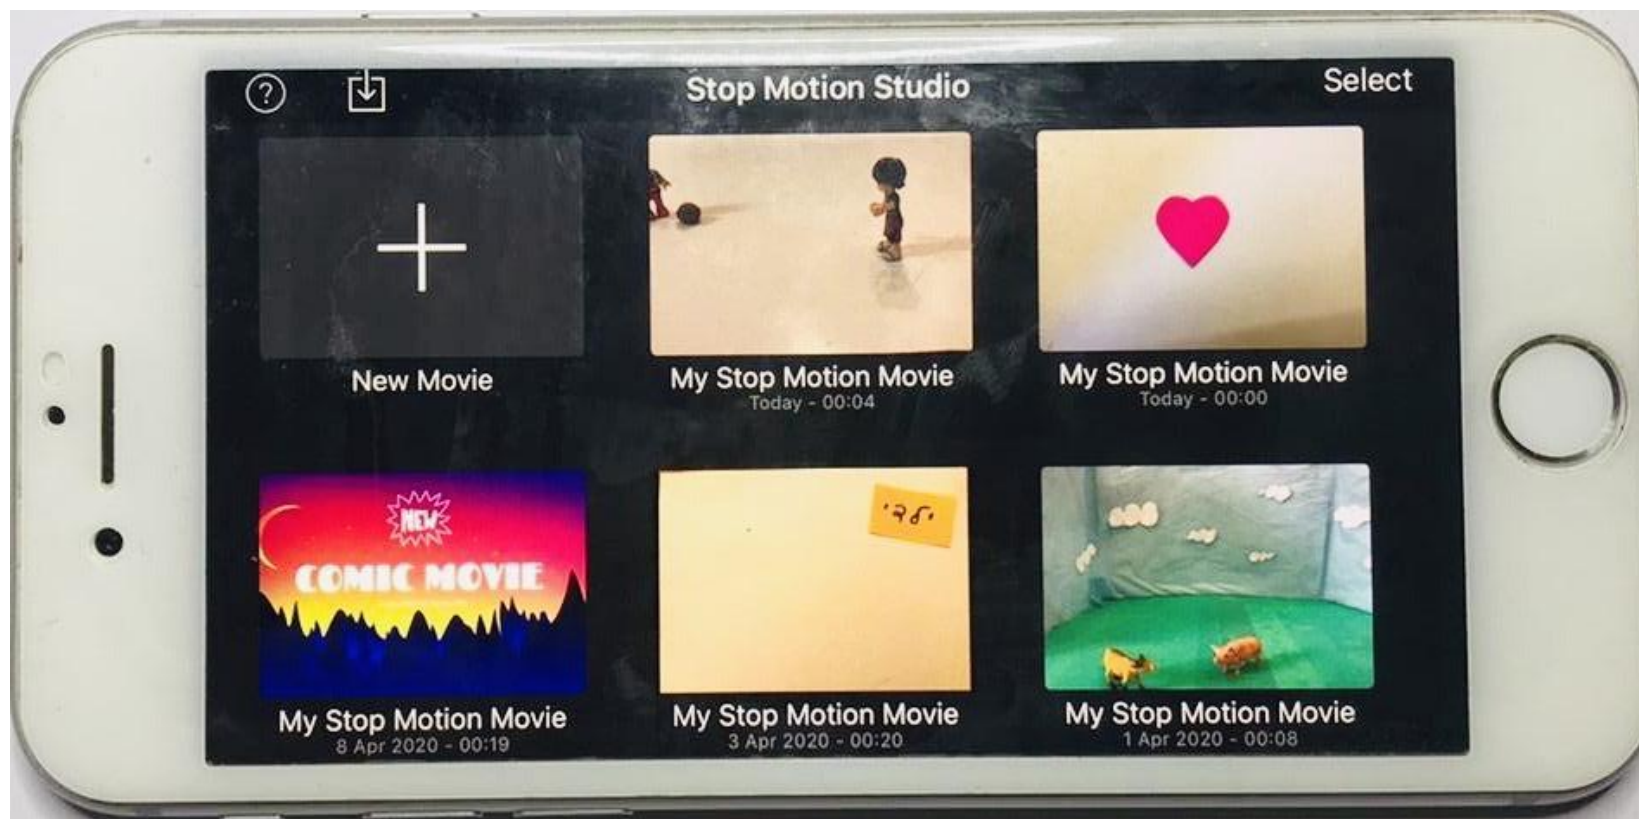 ?
Stop Motion Studio
Select
New Movie
My Stop Motion Movie
Today - 00:04
My Stop Motion Movie
Today - 00:00
NEW
COMIC MOVIE
My Stop Motion Movie
8 Apr 2020 - 00:19
My Stop Motion Movie
3 Apr 2020 - 00:20
My Stop Motion Movie
1 Apr 2020 - 00:08